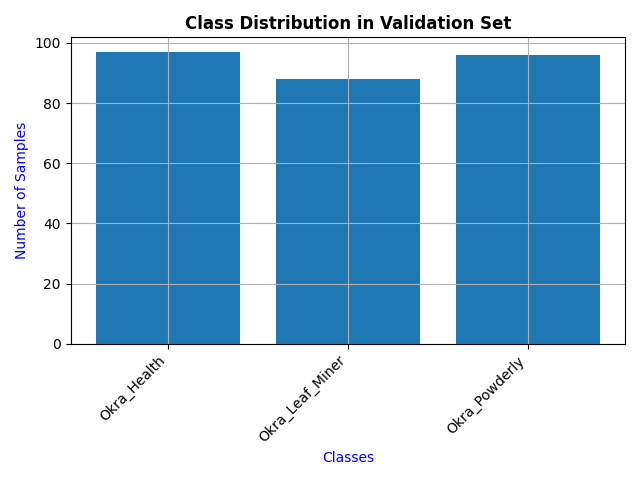 Class Distribution in Validation Set
Number of Samples
100
80
60
40
20
0
Okra_Health
Okra_Leaf_Miner
Okra_Powderly
Classes